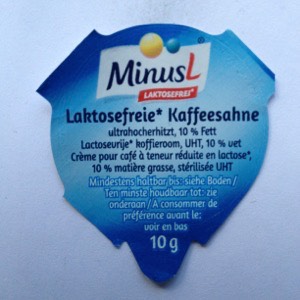 MinusL
LAKTOSEFREI*
Laktosefreie* Kaffeesahne
ultrahocherhitzt, 10 % Fett
Lactosevrije* koffieroom, UHT, 10 % vet
Crème pour café à teneur réduite en lactose*,
10 % matière grasse, stérilisée UHT
Mindestens haltbar bis: siehe Boden /
Ten minste houdbaar tot: zie
onderaan / A consommer de
préférence avant le:
voir en bas
10 g